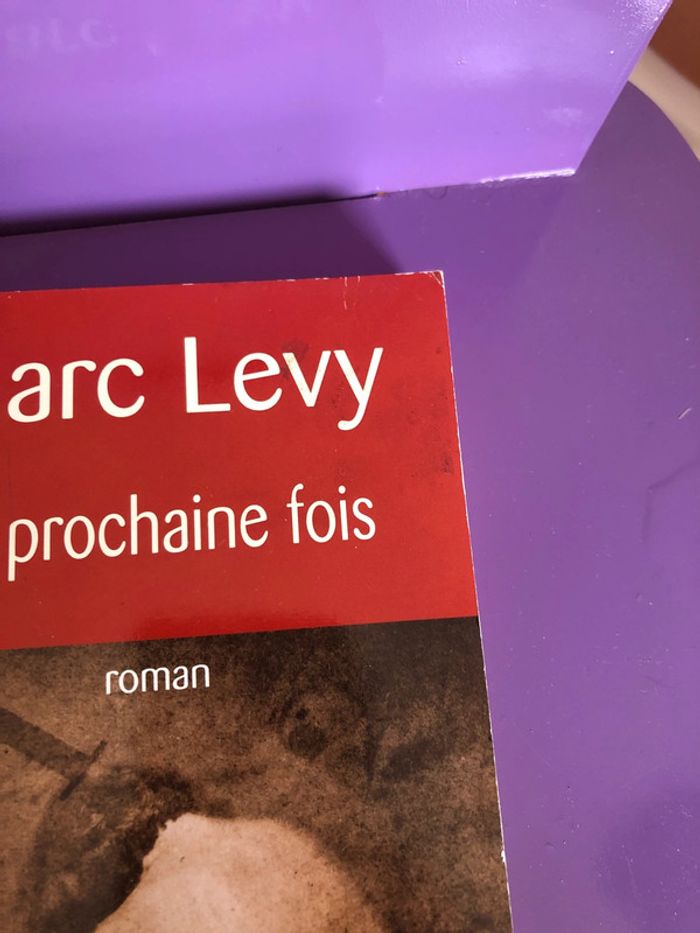 arc Levy
prochaine fois
roman